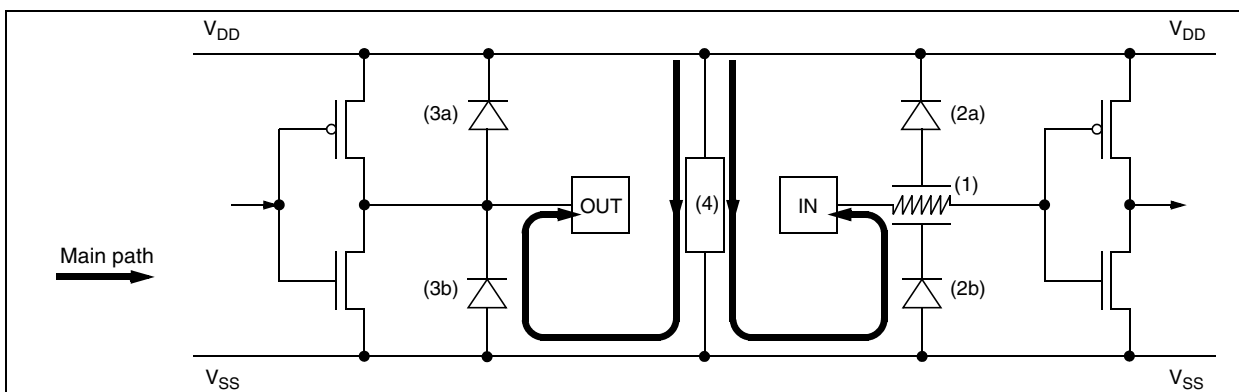 VDD
VDD
(3a)
(2a)
(1)
OUT
(4)
IN
Main path
(3b)
(2b)
VSS
VSS